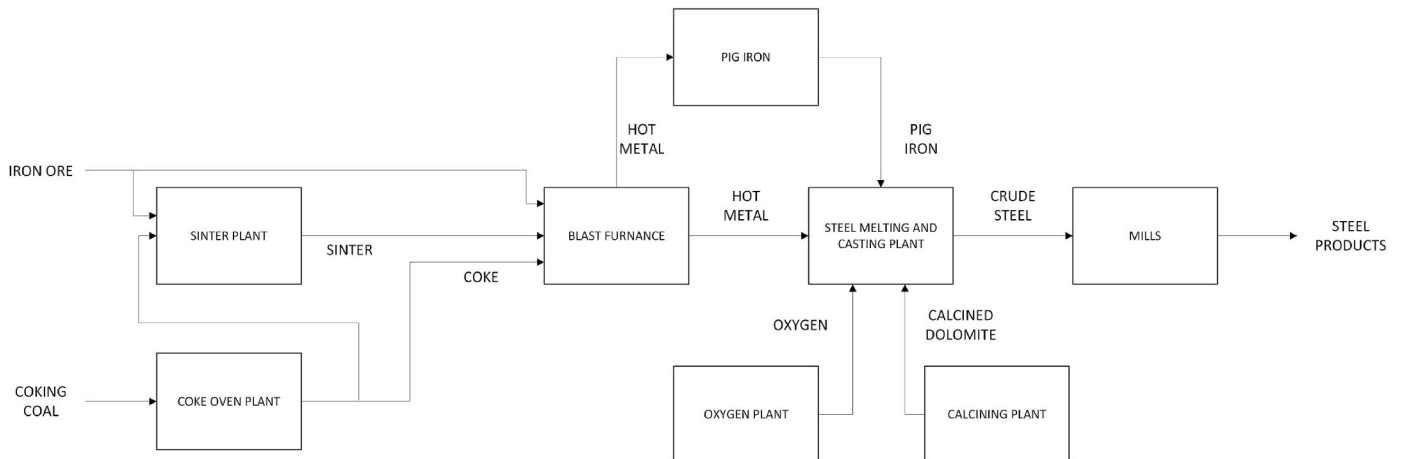 PIG IRON
HOT
METAL
PIG
IRON
IRON ORE
SINTER PLANT
SINTER
BLAST FURNANCE
HOT
METAL
STEEL MELTING AND
CASTING PLANT
CRUDE
STEEL
MILLS
STEEL
PRODUCTS
COKE
COKING
COAL
COKE OVEN PLANT
OXYGEN
CALCINED
DOLOMITE
OXYGEN PLANT
CALCINING PLANT